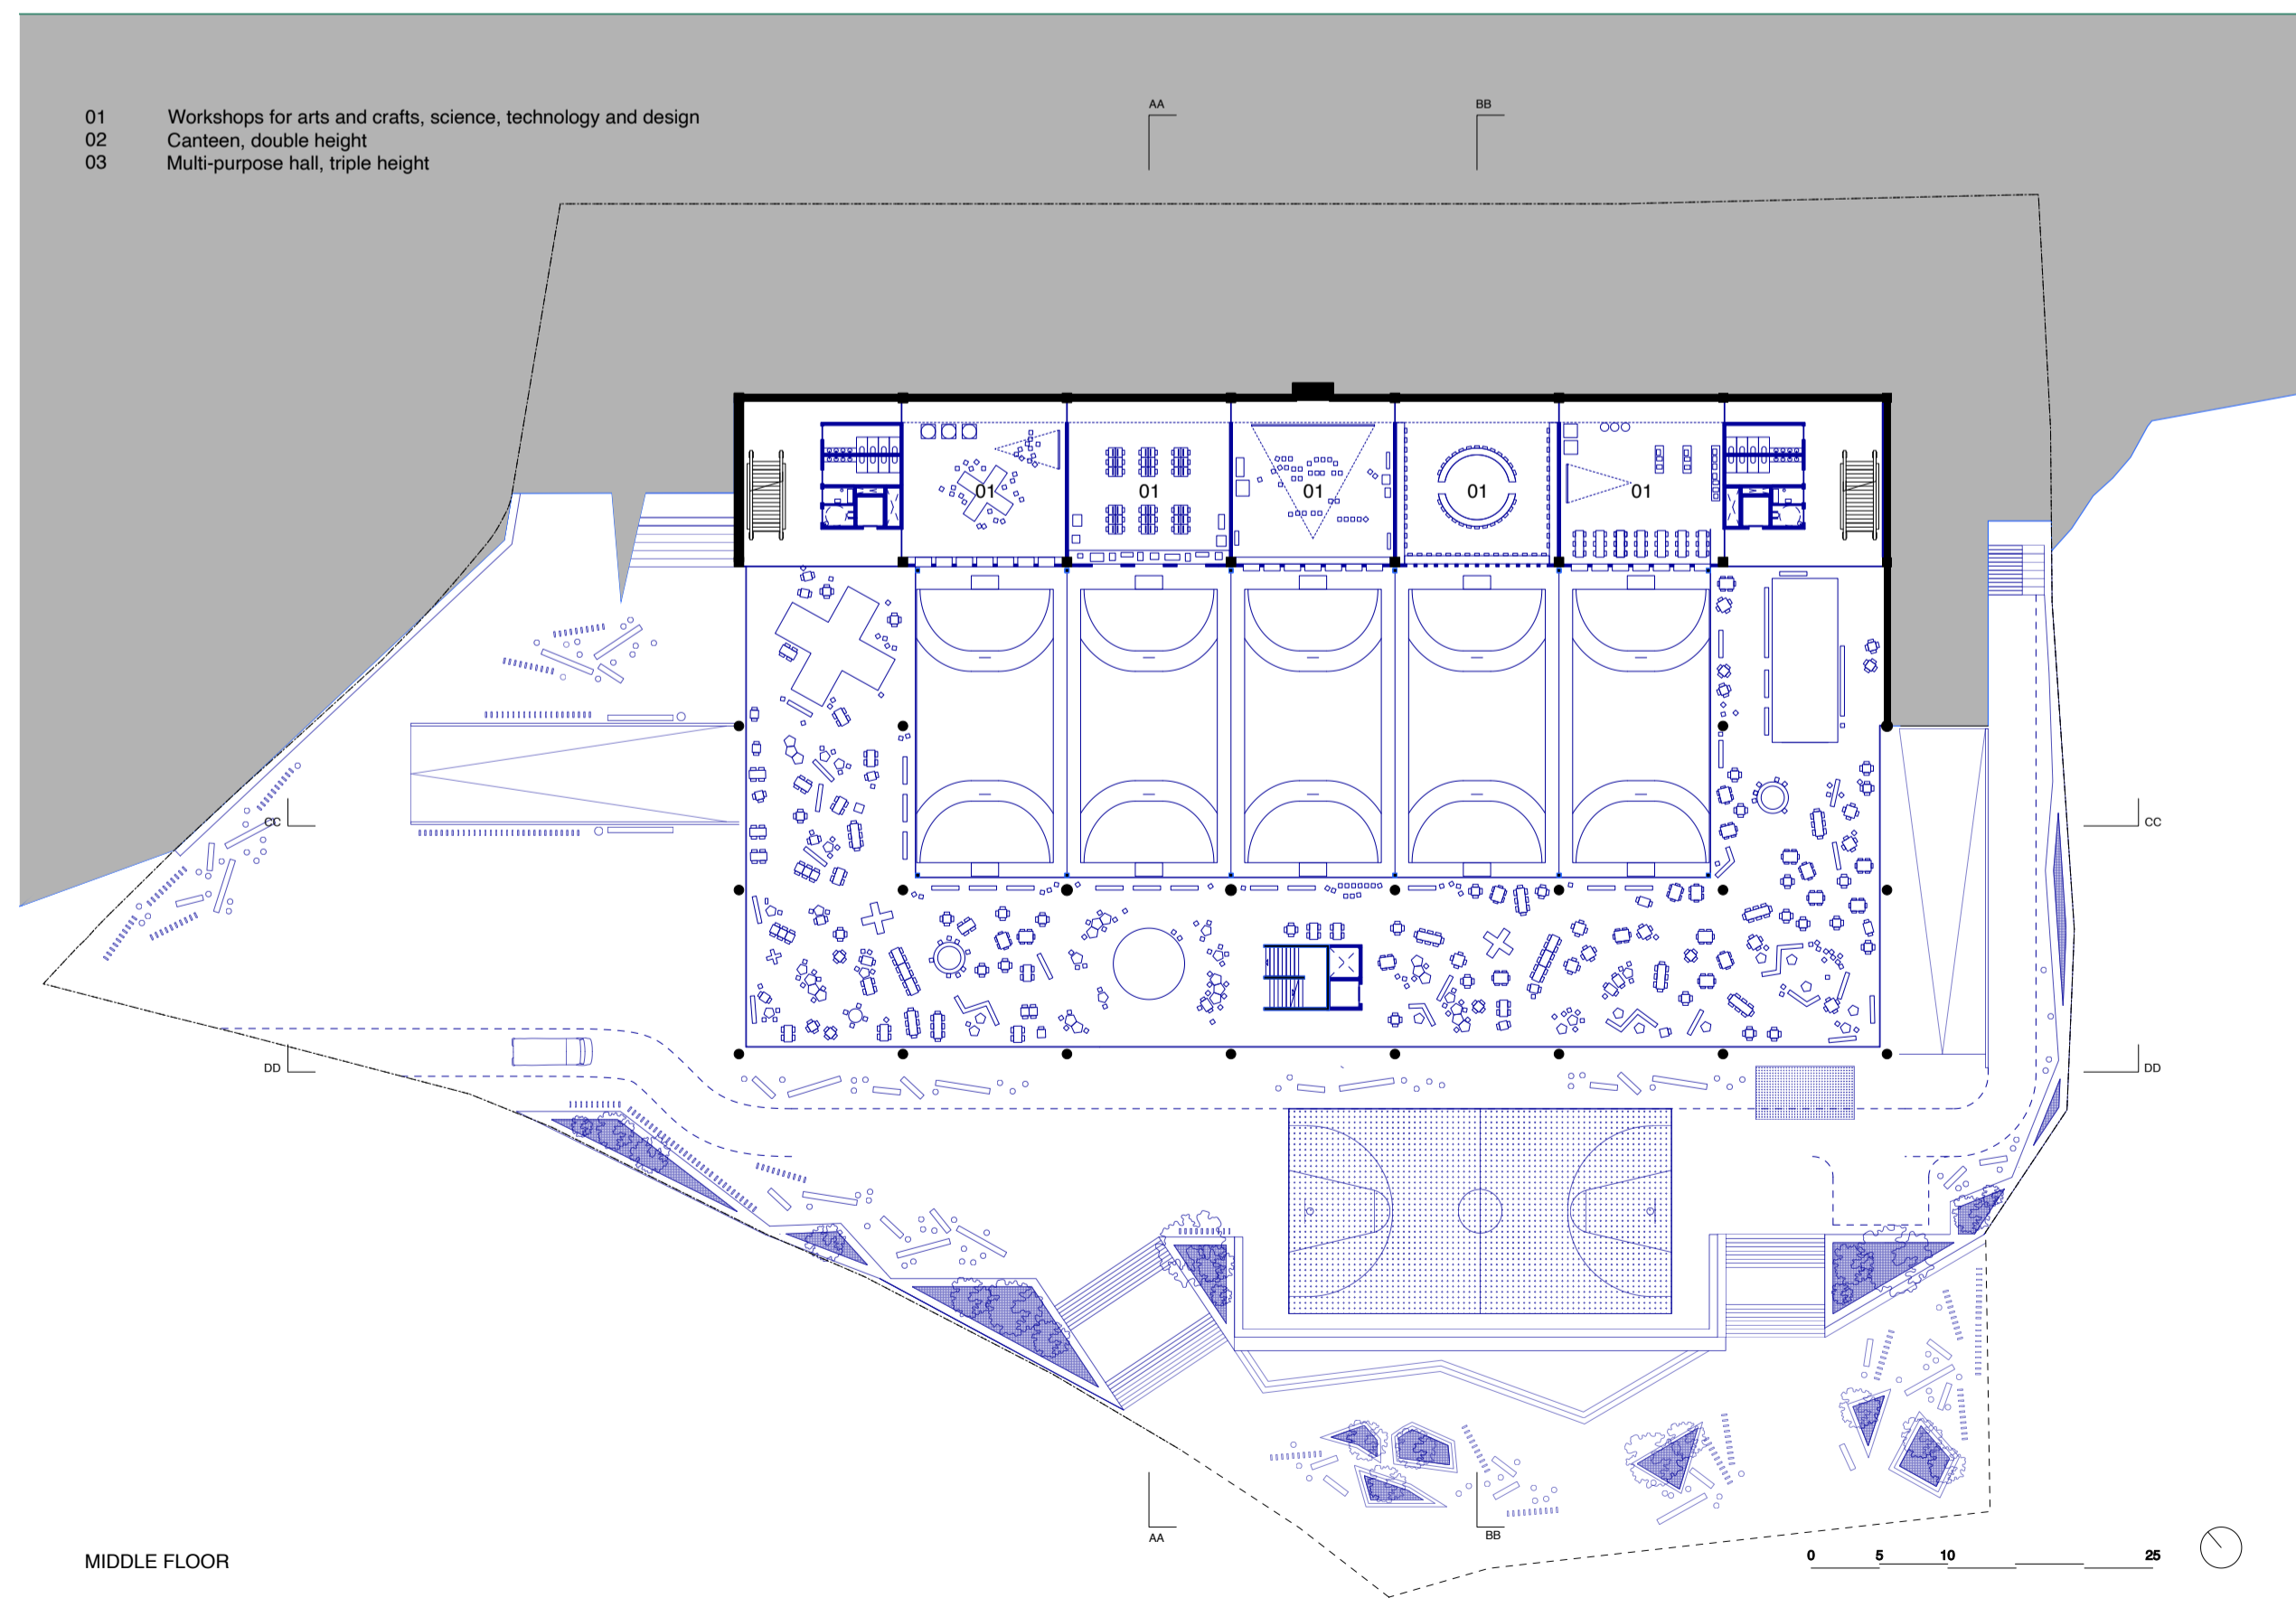 AA BB
01 Workshops for arts and crafts, science, technology and design
02 Canteen, double height
03 Multi-purpose hall, triple height
01 01 01 01 01
CC CC
DD DD
AA BB
MIDDLE FLOOR
0 5 10 25